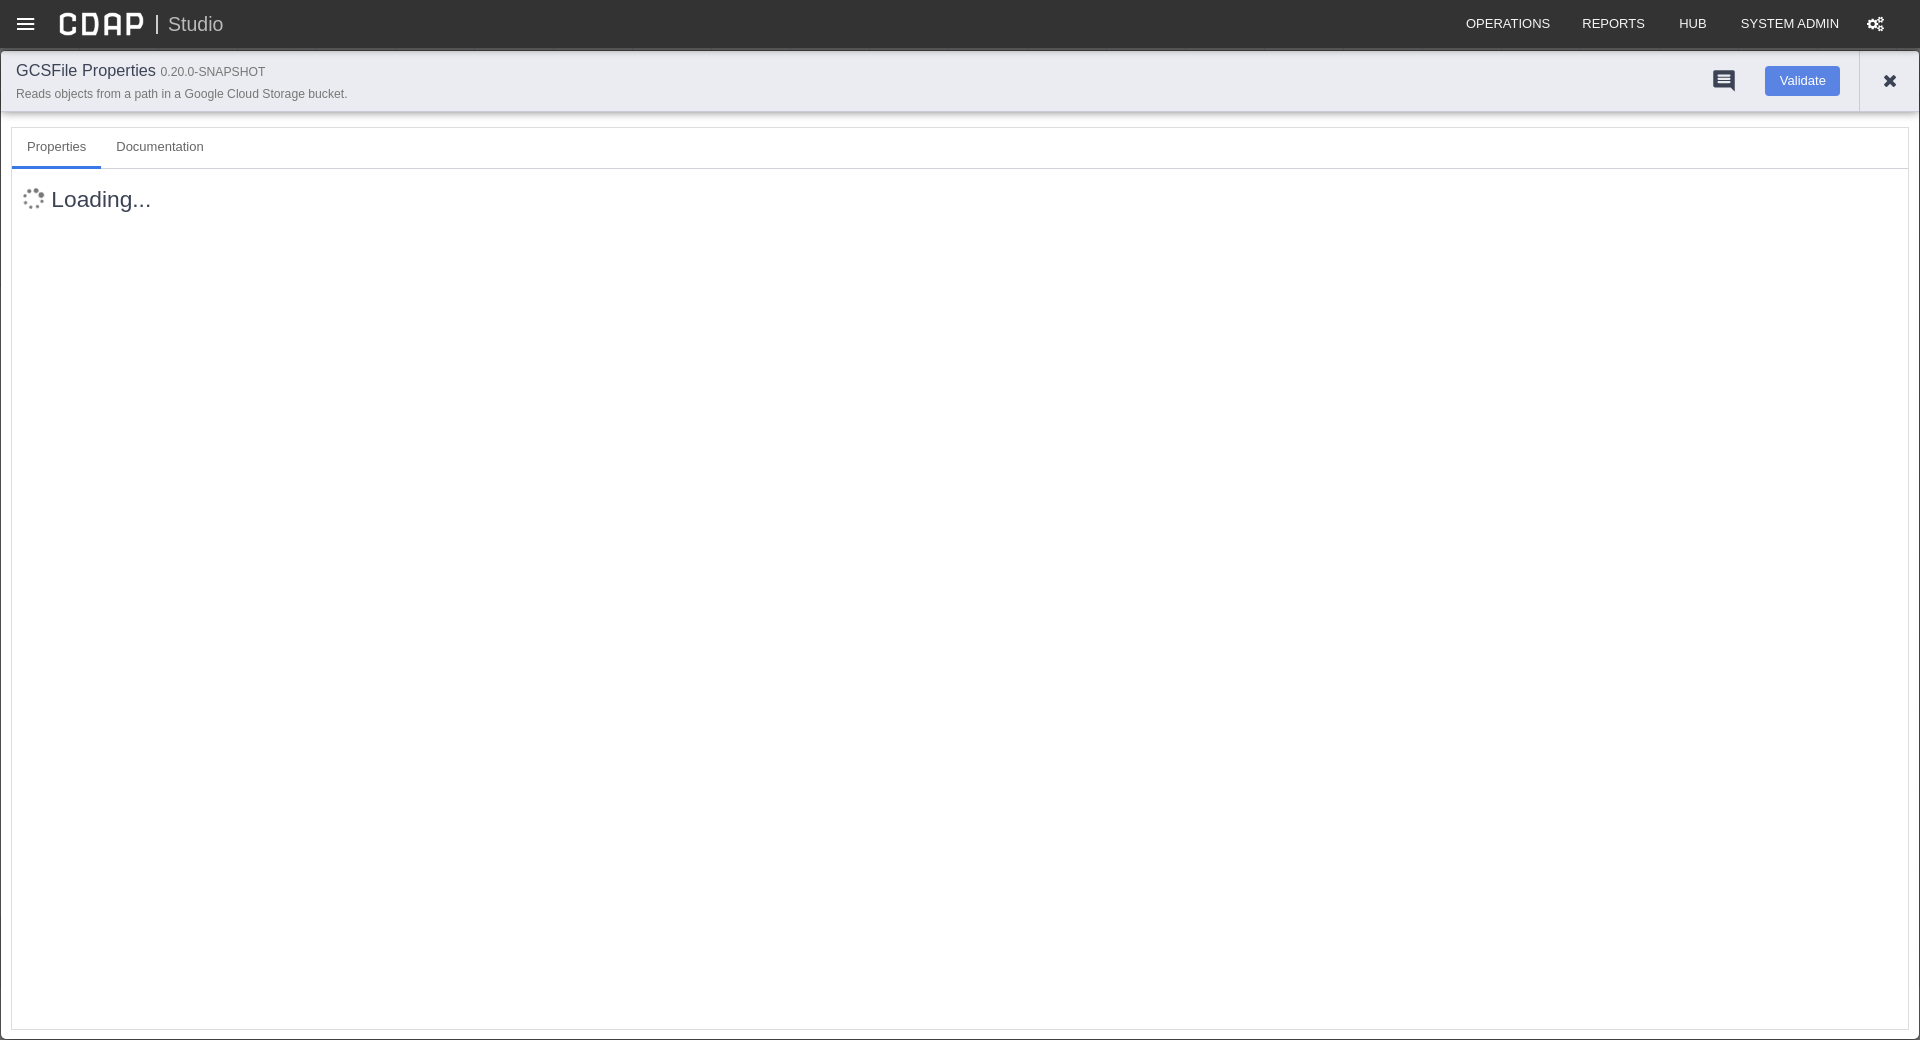 CDAP | Studio OPERATIONS REPORTS HUB SYSTEM ADMIN
GCSFile Properties 0.20.0-SNAPSHOT
Reads objects from a path in a Google Cloud Storage bucket.
Validate
Properties Documentation
Loading...